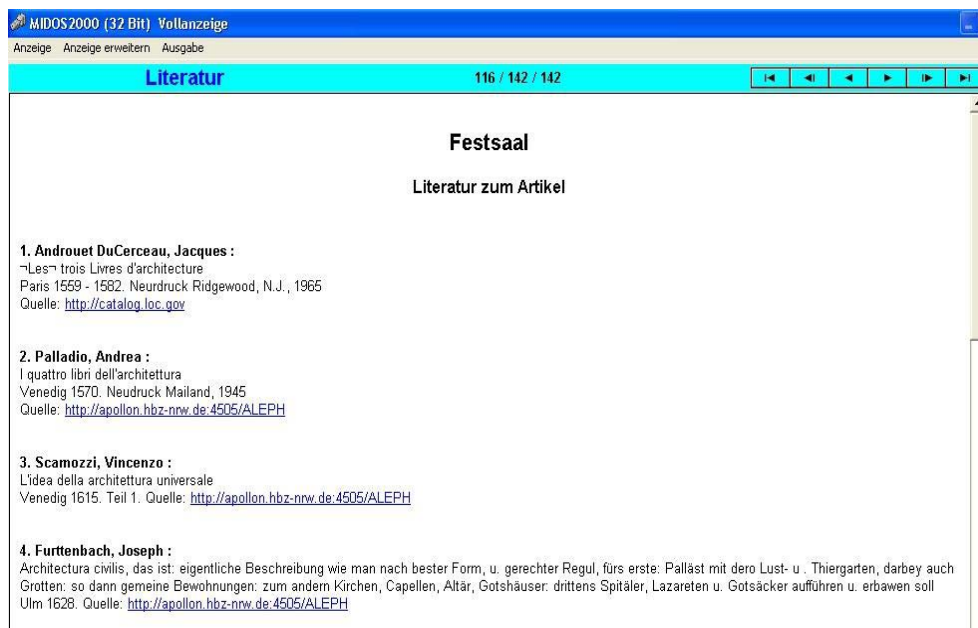 MIDOS2000 (32 Bit) Vollanzeige
Anzeige Anzeige erweitern Ausgabe
Literatur 116 / 142 / 142
Festsaal
Literatur zum Artikel
1. Androuet DuCerceau, Jacques :
¬Les¬ trois Livres d'architecture
Paris 1559 - 1582. Neurdruck Ridgewood, N.J., 1965
Quelle: http://catalog.loc.gov
2. Palladio, Andrea :
I quattro libri dell'architettura
Venedig 1570. Neudruck Mailand, 1945
Quelle: http://apollon.hbz-nrw.de:4505/ALEPH
3. Scamozzi, Vincenzo :
L'idea della architettura universale
Venedig 1615. Teil 1. Quelle: http://apollon.hbz-nrw.de:4505/ALEPH
4. Furttenbach, Joseph :
Architectura civilis, das ist: eigentliche Beschreibung wie man nach bester Form, u. gerechter Regul, fürs erste: Palläst mit dero Lust- u . Thiergarten, darbey auch
Grotten: so dann gemeine Bewohnungen: zum andern Kirchen, Capellen, Altär, Gotshäuser: drittens Spitäler, Lazareten u. Gotsäcker aufführen u. erbawen soll
Ulm 1628. Quelle: http://apollon.hbz-nrw.de:4505/ALEPH